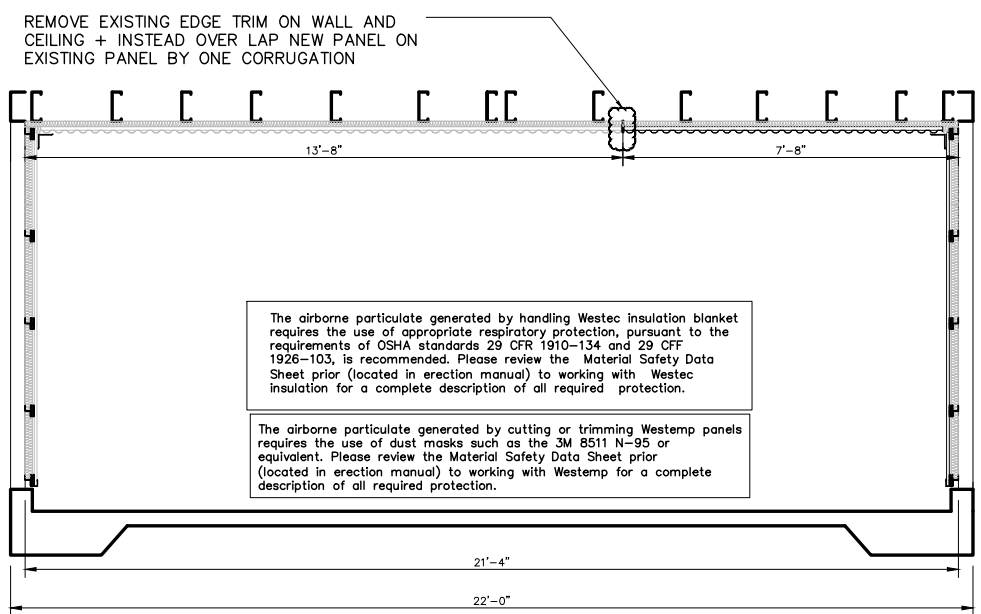 REMOVE EXISTING EDGE TRIM ON WALL AND
CEILING + INSTEAD OVER LAP NEW PANEL ON
EXISTING PANEL BY ONE CORRUGATION
13'-8"
7'-8"
The airborne particulate generated by handling Westec insulation blanket
requires the use of appropriate respiratory protection, pursuant to the
requirements of OSHA standards 29 CFR 1910-134 and 29 CFF
1926-103, is recommended. Please review the Material Safety Data
Sheet prior (located in erection manual) to working with Westec
insulation for a complete description of all required protection.
The airborne particulate generated by cutting or trimming Westemp panels
requires the use of dust masks such as the 3M 8511 N-95 or
equivalent. Please review the Material Safety Data Sheet prior
(located in erection manual) to working with Westemp for a complete
description of all required protection.
21'-4"
22'-0"